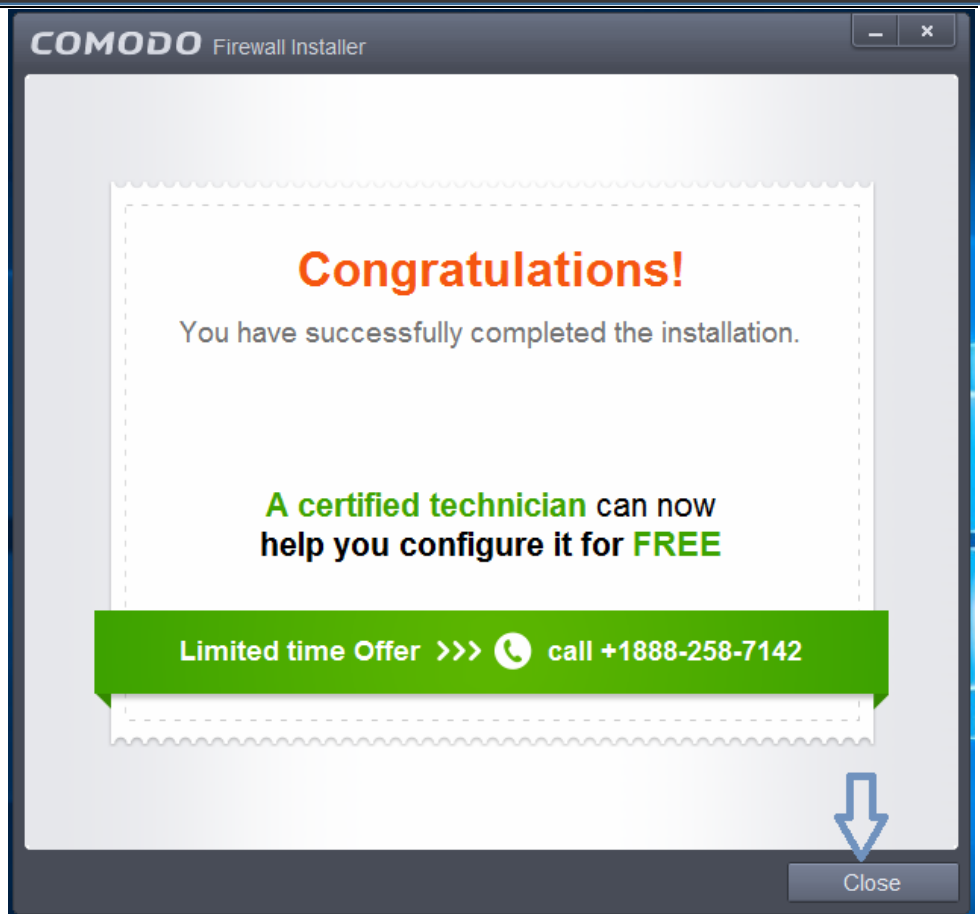 COMODO Firewall Installer
Congratulations!
You have successfully completed the installation.
A certified technician can now
help you configure it for FREE
Limited time Offer >>> call +1888-258-7142
Close